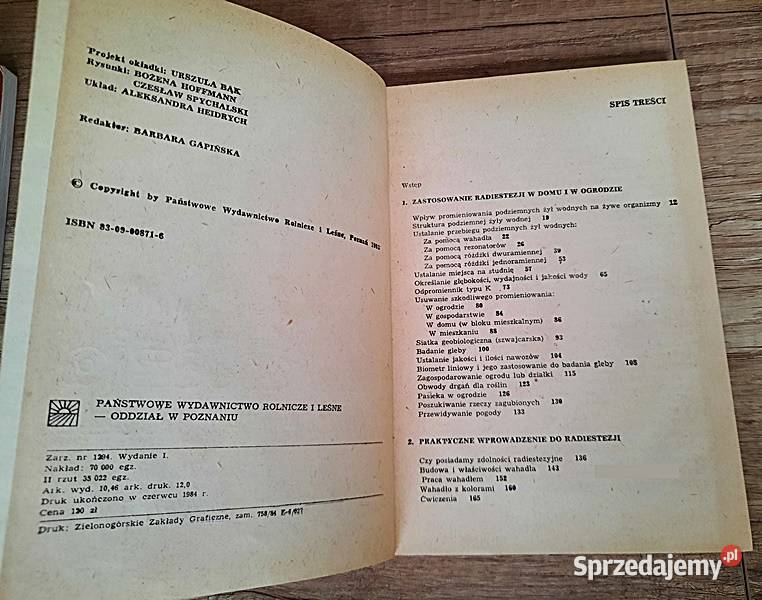 Projekt okładki: URSZULA BĄK
Rysunki: BOŻENA HOFFMANN
CZESŁAW SPYCHALSKI
Układ: ALEKSANDRA HEIDRYCH
Redaktor: BARBARA GAPIŃSKA
© Copyright by Państwowe Wydawnictwo Rolnicze i Leśne, Poznań
ISBN 83-09-00871-6
PAŃSTWOWE WYDAWNICTWO ROLNICZE I LEŚNE
— ODDZIAŁ W POZNANIU
Zarz. nr 1204. Wydanie I.
Nakład: 70 000 egz.
II rzut 35 022 egz.
Ark. wyd. 10,46 ark. druk. 12,0
Druk ukończono w czerwcu 1984 r.
Cena 130 zł
Druk: Zielonogórskie Zakłady Graficzne, zam. 758/84 E-6/927
SPIS TREŚCI
Wstęp
1. ZASTOSOWANIE RADIESTEZJI W DOMU I W OGRODZIE
Wpływ promieniowania podziemnych żył wodnych na żywe organizmy 12
Struktura podziemnej żyły wodnej 19
Ustalanie przebiegu podziemnych żył wodnych:
Za pomocą wahadła 22
Za pomocą rezonatorów 26
Za pomocą różdżki dwuramiennej 39
Za pomocą różdżki jednoramiennej 53
Ustalanie miejsca na studnię 57
Określanie głębokości, wydajności i jakości wody 65
Odpromiennik typu K 73
Usuwanie szkodliwego promieniowania:
W ogrodzie 80
W gospodarstwie 84
W domu (w bloku mieszkalnym) 86
W mieszkaniu 88
Siatka geobiologiczna (szwajcarska) 93
Badanie gleby 100
Ustalanie jakości i ilości nawozów 104
Biometr liniowy i jego zastosowanie do badania gleby 108
Zagospodarowanie ogrodu lub działki 115
Obwody drgań dla roślin 123
Pasieka w ogrodzie 126
Poszukiwanie rzeczy zagubionych 130
Przewidywanie pogody 133
2. PRAKTYCZNE WPROWADZENIE DO RADIESTEZJI
Czy posiadamy zdolności radiestezyjne 136
Budowa i właściwości wahadła 143
Praca wahadłem 152
Wahadło z kolorami 160
Ćwiczenia 165
Sprzedajemy.pl